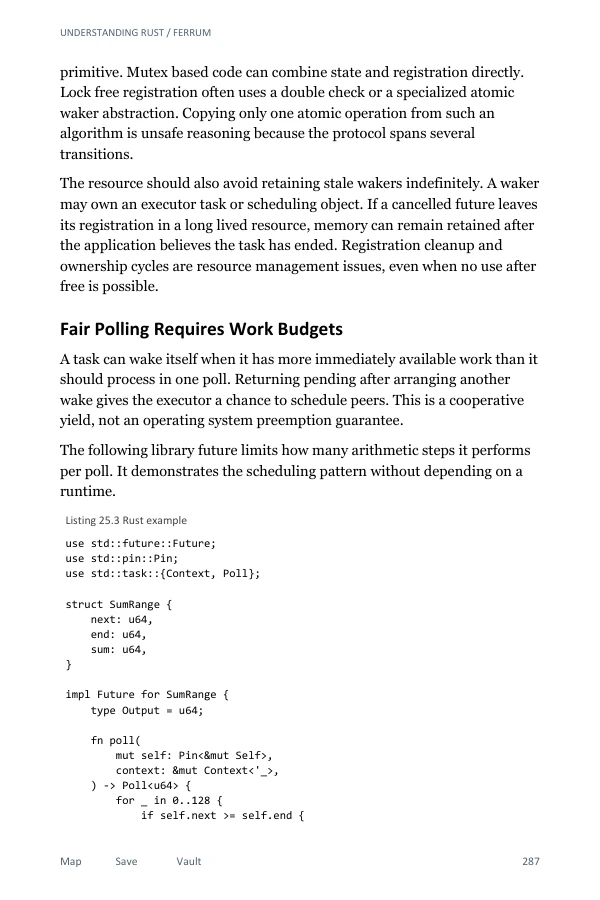 UNDERSTANDING RUST / FERRUM
primitive. Mutex based code can combine state and registration directly.
Lock free registration often uses a double check or a specialized atomic
waker abstraction. Copying only one atomic operation from such an
algorithm is unsafe reasoning because the protocol spans several
transitions.
The resource should also avoid retaining stale wakers indefinitely. A waker
may own an executor task or scheduling object. If a cancelled future leaves
its registration in a long lived resource, memory can remain retained after
the application believes the task has ended. Registration cleanup and
ownership cycles are resource management issues, even when no use after
free is possible.
Fair Polling Requires Work Budgets
A task can wake itself when it has more immediately available work than it
should process in one poll. Returning pending after arranging another
wake gives the executor a chance to schedule peers. This is a cooperative
yield, not an operating system preemption guarantee.
The following library future limits how many arithmetic steps it performs
per poll. It demonstrates the scheduling pattern without depending on a
runtime.
Listing 25.3 Rust example
use std::future::Future;
use std::pin::Pin;
use std::task::{Context, Poll};
struct SumRange {
    next: u64,
    end: u64,
    sum: u64,
}
impl Future for SumRange {
    type Output = u64;
    fn poll(
        mut self: Pin<&mut Self>,
        context: &mut Context<'_>,
    ) -> Poll<u64> {
        for _ in 0..128 {
            if self.next >= self.end {
Map Save Vault 287